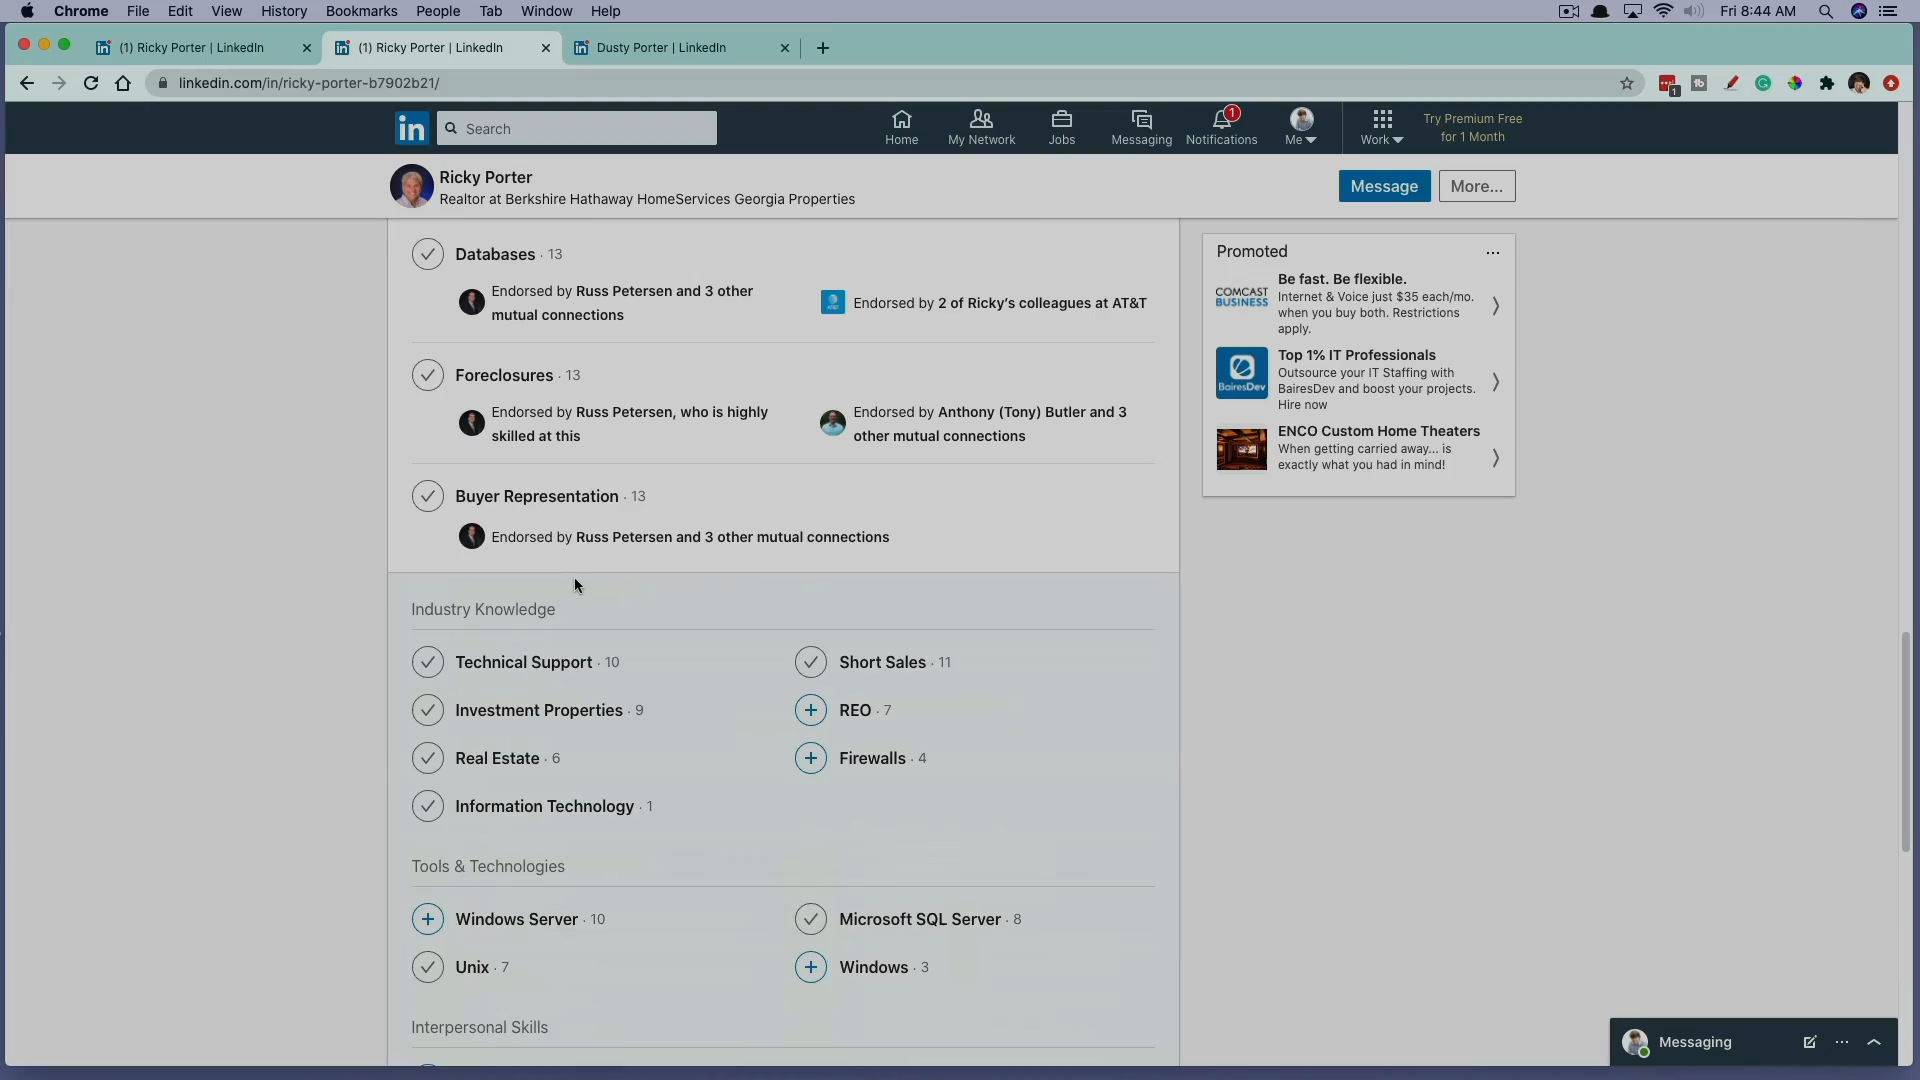 Chrome File Edit View History Bookmarks People Tab Window Help
Fri 8:44 AM
(1) Ricky Porter | LinkedIn
(1) Ricky Porter | LinkedIn
Dusty Porter | LinkedIn
linkedin.com/in/ricky-porter-b7902b21/
1
in
Search
Home
My Network
Jobs
Messaging
1
Notifications
Me
Work
Try Premium Free
for 1 Month
Ricky Porter
Realtor at Berkshire Hathaway HomeServices Georgia Properties
Message
More...
Databases · 13
Endorsed by Russ Petersen and 3 other
mutual connections
Endorsed by 2 of Ricky's colleagues at AT&T
Foreclosures · 13
Endorsed by Russ Petersen, who is highly
skilled at this
Endorsed by Anthony (Tony) Butler and 3
other mutual connections
Buyer Representation · 13
Endorsed by Russ Petersen and 3 other mutual connections
Industry Knowledge
Technical Support · 10
Short Sales · 11
Investment Properties · 9
REO · 7
Real Estate · 6
Firewalls · 4
Information Technology · 1
Tools & Technologies
Windows Server · 10
Microsoft SQL Server · 8
Unix · 7
Windows · 3
Interpersonal Skills
Promoted
COMCAST
BUSINESS
Be fast. Be flexible.
Internet & Voice just $35 each/mo.
when you buy both. Restrictions
apply.
BairesDev
Top 1% IT Professionals
Outsource your IT Staffing with
BairesDev and boost your projects.
Hire now
ENCO Custom Home Theaters
When getting carried away... is
exactly what you had in mind!
Messaging